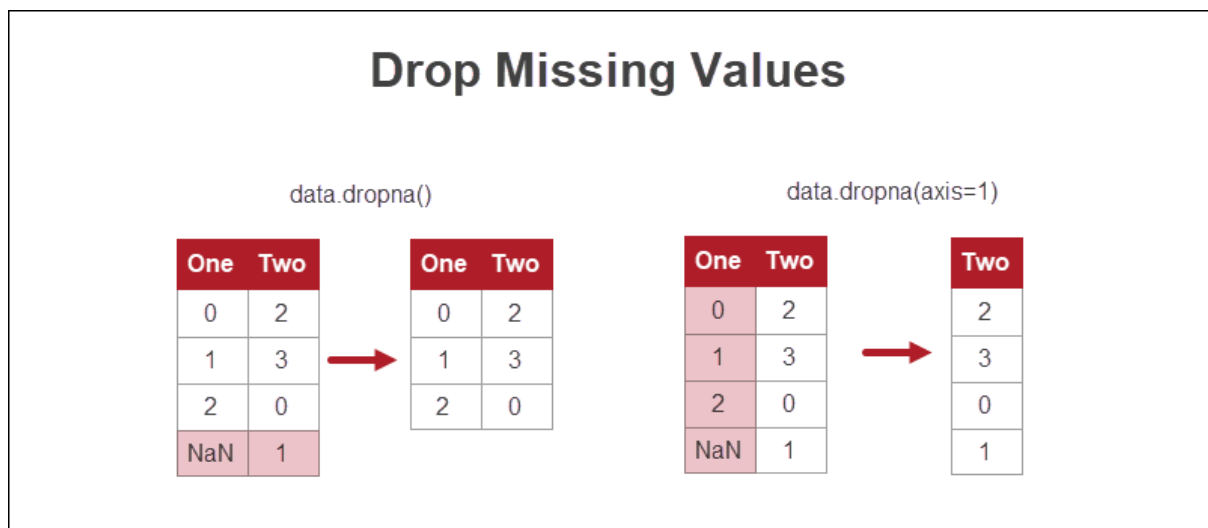 Drop Missing Values
data.dropna()
One Two
0 2
1 3
2 0
NaN 1
One Two
0 2
1 3
2 0
data.dropna(axis=1)
One Two
0 2
1 3
2 0
NaN 1
Two
2
3
0
1